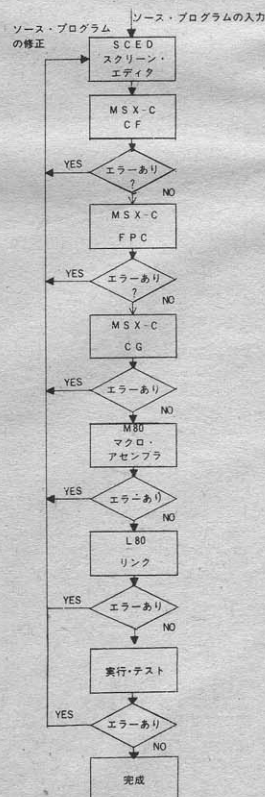 ソース・プログラムの入力
ソース・プログラム
の修正
SCED
スクリーン・
エディタ
MSX-C
CF
エラーあり
?
YES
NO
MSX-C
FPC
エラーあり
?
YES
NO
MSX-C
CG
エラーあり
YES
NO
M80
マクロ・
アセンブラ
エラーあり
YES
NO
L80
リンク
エラーあり
YES
NO
実行・テスト
エラーあり
YES
NO
完成